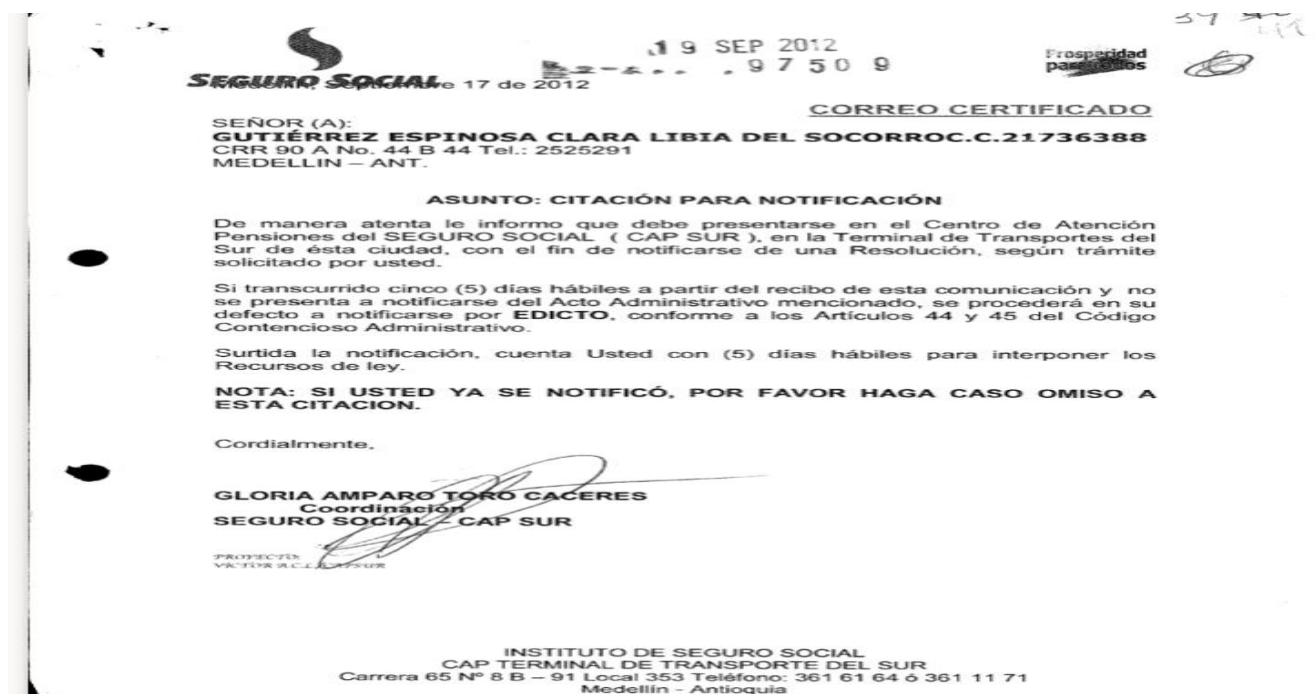 19 SEP 2012
97509
SEGURO SOCIAL
Prosperidad
Medellín, Septiembre 17 de 2012
CORREO CERTIFICADO
SEÑOR (A):
GUTIÉRREZ ESPINOSA CLARA LIBIA DEL SOCORROC.C.21736388
CRR 90 A No. 44 B 44 Tel.: 2525291
MEDELLIN – ANT.
ASUNTO: CITACIÓN PARA NOTIFICACIÓN
De manera atenta le informo que debe presentarse en el Centro de Atención
Pensiones del SEGURO SOCIAL ( CAP SUR ), en la Terminal de Transportes del
Sur de ésta ciudad, con el fin de notificarse de una Resolución, según trámite
solicitado por usted.
Si transcurrido cinco (5) días hábiles a partir del recibo de esta comunicación y no
se presenta a notificarse del Acto Administrativo mencionado, se procederá en su
defecto a notificarse por EDICTO, conforme a los Artículos 44 y 45 del Código
Contencioso Administrativo.
Surtida la notificación, cuenta Usted con (5) días hábiles para interponer los
Recursos de ley.
NOTA: SI USTED YA SE NOTIFICÓ, POR FAVOR HAGA CASO OMISO A
ESTA CITACION.
Cordialmente,
GLORIA AMPARO TORO CACERES
Coordinación
SEGURO SOCIAL – CAP SUR
PROYECTO:
VICTOR
INSTITUTO DE SEGURO SOCIAL
CAP TERMINAL DE TRANSPORTE DEL SUR
Carrera 65 Nº 8 B – 91 Local 353 Teléfono: 361 61 64 ó 361 11 71
Medellín - Antioquia